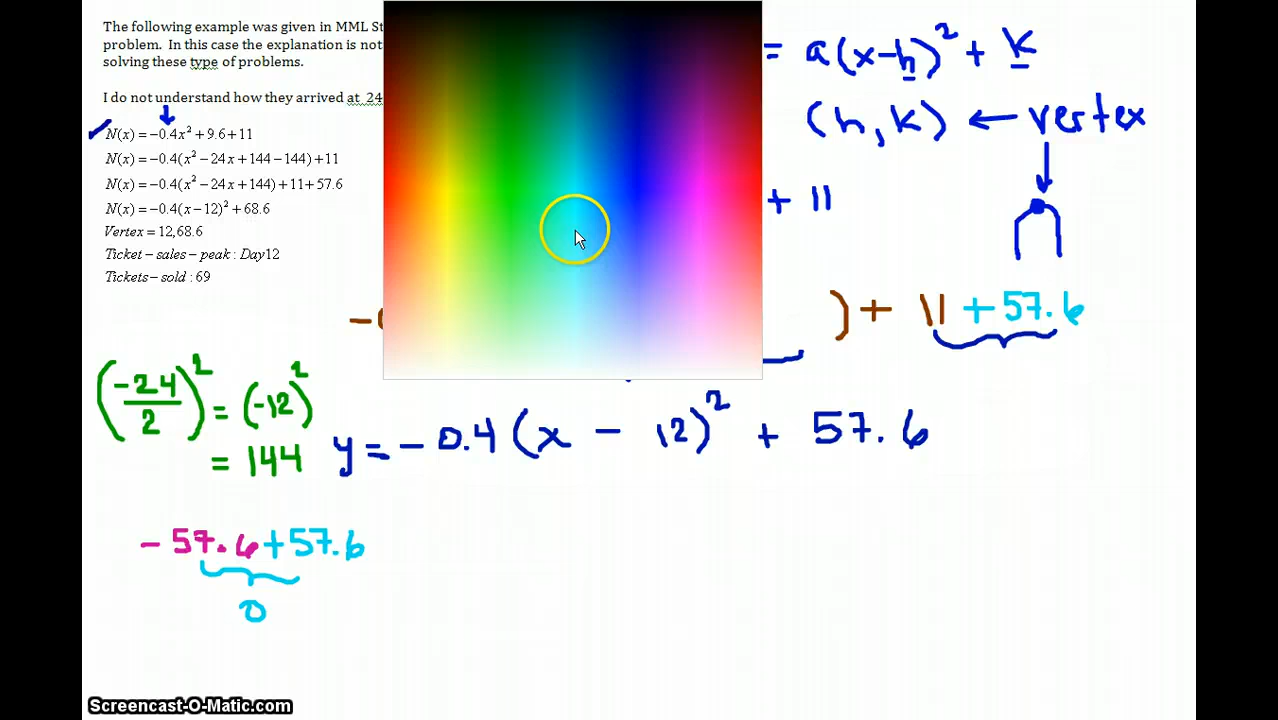 The following example was given in MML St
problem. In this case the explanation is not
solving these type of problems.
I do not understand how they arrived at 24
N(x) = −0.4x² + 9.6 + 11
N(x) = −0.4(x² − 24x + 144 − 144) + 11
N(x) = −0.4(x² − 24x + 144) + 11 + 57.6
N(x) = −0.4(x − 12)² + 68.6
Vertex = 12,68.6
Ticket − sales − peak : Day12
Tickets − sold : 69
= a(x-h)² + k
(h, k) ← vertex
+ 11
) + 11 + 57.6
(-24/2)² = (-12)²
= 144
y = - 0.4 (x - 12)² + 57.6
- 57.6 + 57.6
0
Screencast-O-Matic.com